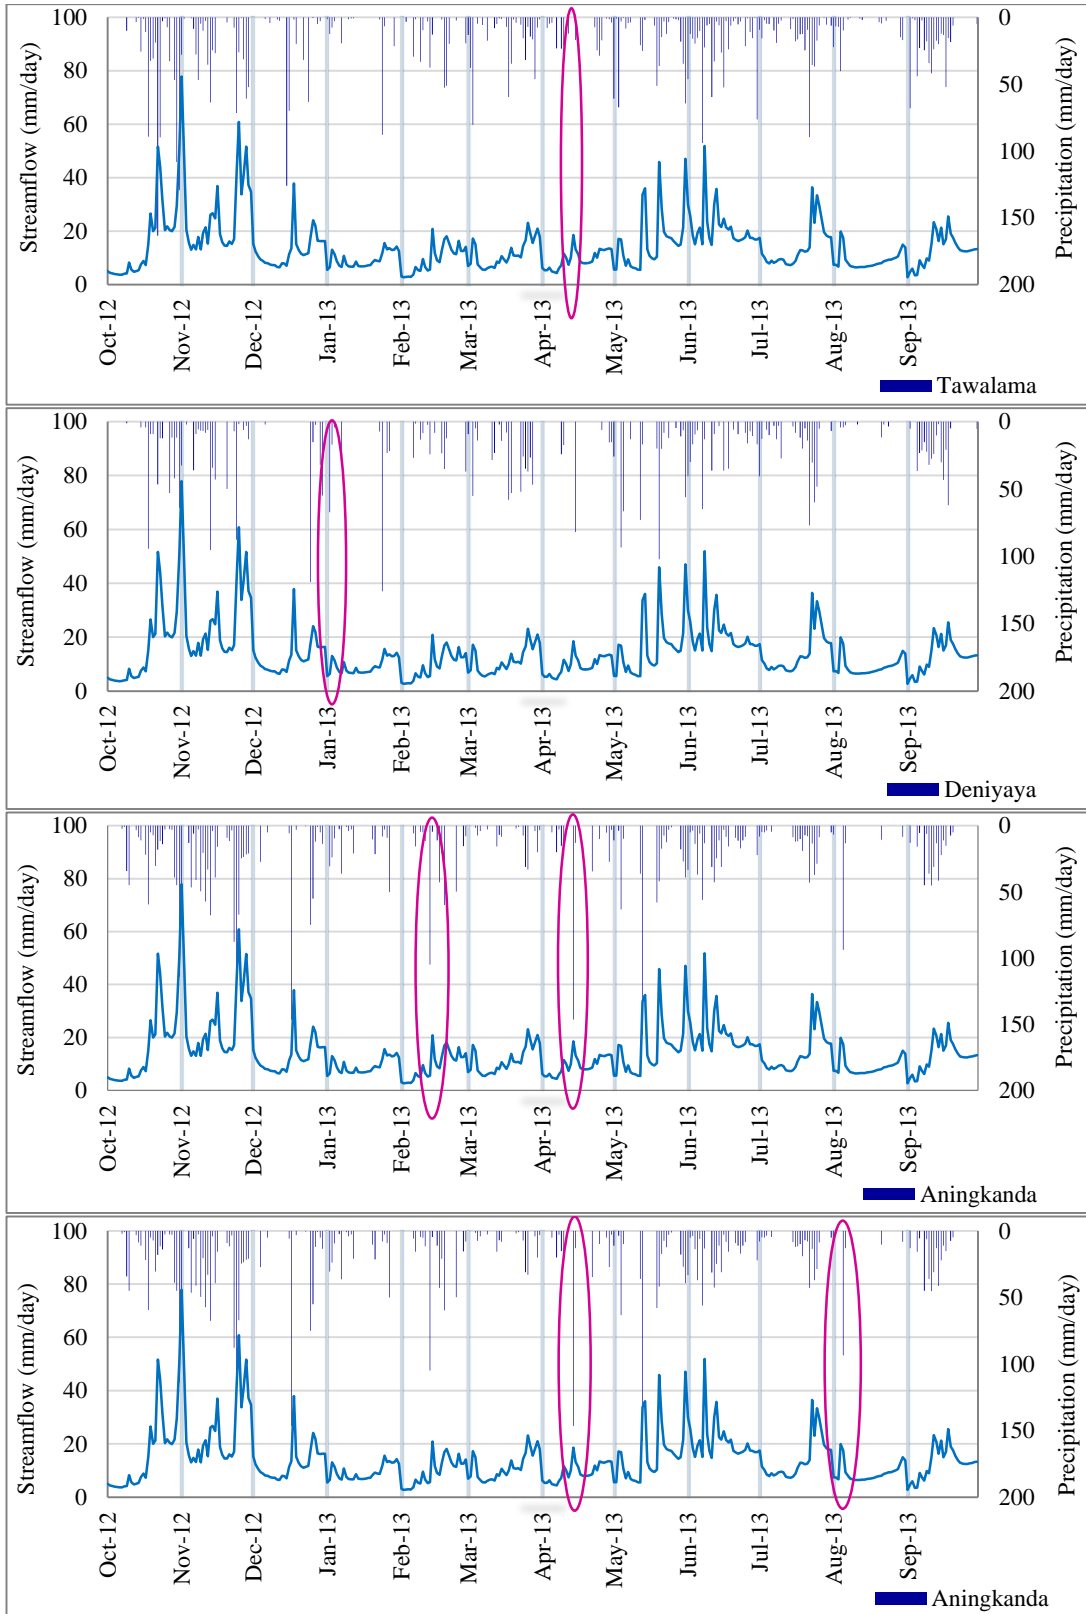 Streamflow (mm/day)
100
80
60
40
20
0
0
50
100
150
200
Precipitation (mm/day)
Oct-12
Nov-12
Dec-12
Jan-13
Feb-13
Mar-13
Apr-13
May-13
Jun-13
Jul-13
Aug-13
Sep-13
Tawalama
Streamflow (mm/day)
100
80
60
40
20
0
0
50
100
150
200
Precipitation (mm/day)
Oct-12
Nov-12
Dec-12
Jan-13
Feb-13
Mar-13
Apr-13
May-13
Jun-13
Jul-13
Aug-13
Sep-13
Deniyaya
Streamflow (mm/day)
100
80
60
40
20
0
0
50
100
150
200
Precipitation (mm/day)
Oct-12
Nov-12
Dec-12
Jan-13
Feb-13
Mar-13
Apr-13
May-13
Jun-13
Jul-13
Aug-13
Sep-13
Aningkanda
Streamflow (mm/day)
100
80
60
40
20
0
0
50
100
150
200
Precipitation (mm/day)
Oct-12
Nov-12
Dec-12
Jan-13
Feb-13
Mar-13
Apr-13
May-13
Jun-13
Jul-13
Aug-13
Sep-13
Aningkanda